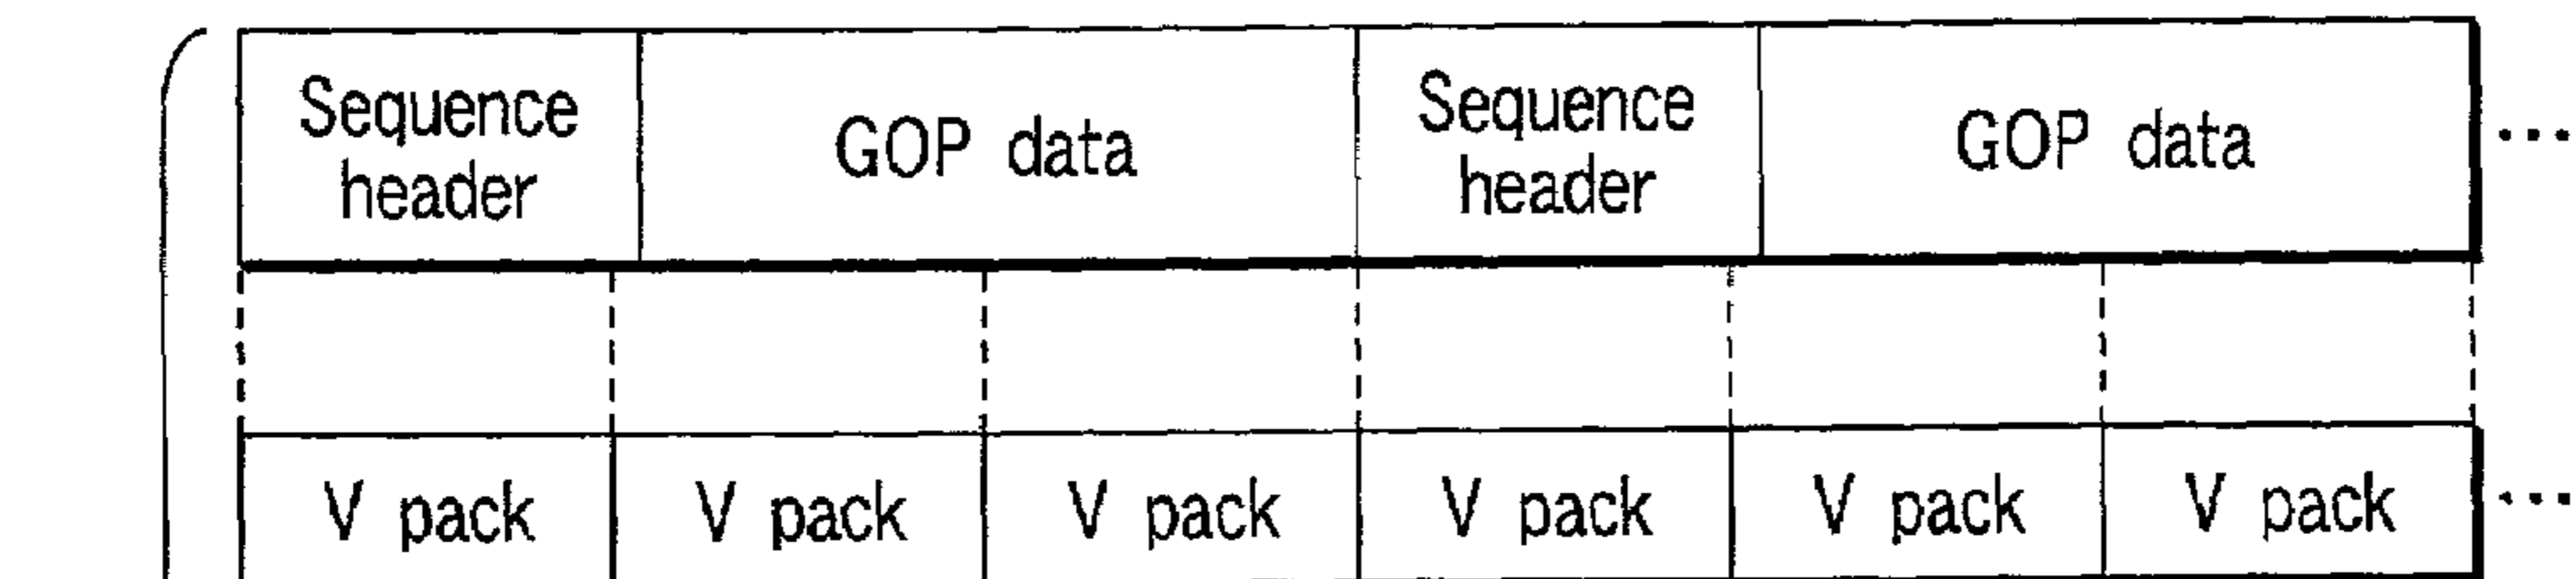 Sequence
header
GOP data
Sequence
header
GOP data
...
V pack V pack V pack V pack V pack V pack ...